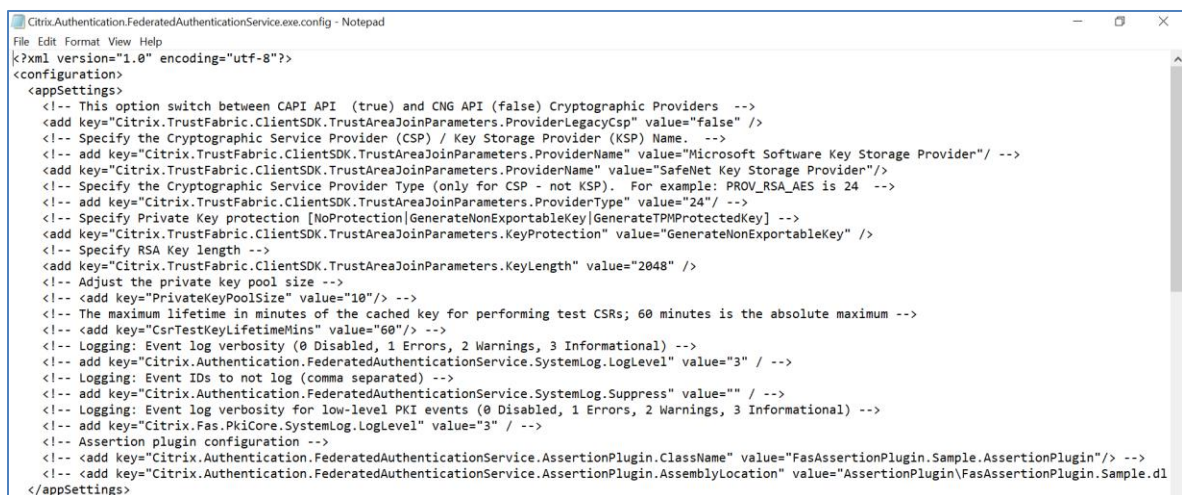 Citrix.Authentication.FederatedAuthenticationService.exe.config - Notepad
File Edit Format View Help
<?xml version="1.0" encoding="utf-8"?>
<configuration>
<appSettings>
<!-- This option switch between CAPI API  (true) and CNG API (false) Cryptographic Providers  -->
<add key="Citrix.TrustFabric.ClientSDK.TrustAreaJoinParameters.ProviderLegacyCsp" value="false" />
<!-- Specify the Cryptographic Service Provider (CSP) / Key Storage Provider (KSP) Name.  -->
<!-- add key="Citrix.TrustFabric.ClientSDK.TrustAreaJoinParameters.ProviderName" value="Microsoft Software Key Storage Provider"/ -->
<add key="Citrix.TrustFabric.ClientSDK.TrustAreaJoinParameters.ProviderName" value="SafeNet Key Storage Provider"/>
<!-- Specify the Cryptographic Service Provider Type (only for CSP - not KSP).  For example: PROV_RSA_AES is 24  -->
<!-- add key="Citrix.TrustFabric.ClientSDK.TrustAreaJoinParameters.ProviderType" value="24"/ -->
<!-- Specify Private Key protection [NoProtection|GenerateNonExportableKey|GenerateTPMProtectedKey] -->
<add key="Citrix.TrustFabric.ClientSDK.TrustAreaJoinParameters.KeyProtection" value="GenerateNonExportableKey" />
<!-- Specify RSA Key length -->
<add key="Citrix.TrustFabric.ClientSDK.TrustAreaJoinParameters.KeyLength" value="2048" />
<!-- Adjust the private key pool size -->
<!-- <add key="PrivateKeyPoolSize" value="10"/> -->
<!-- The maximum lifetime in minutes of the cached key for performing test CSRs; 60 minutes is the absolute maximum -->
<!-- <add key="CsrTestKeyLifetimeMins" value="60"/> -->
<!-- Logging: Event log verbosity (0 Disabled, 1 Errors, 2 Warnings, 3 Informational) -->
<!-- add key="Citrix.Authentication.FederatedAuthenticationService.SystemLog.LogLevel" value="3" / -->
<!-- Logging: Event IDs to not log (comma separated) -->
<!-- add key="Citrix.Authentication.FederatedAuthenticationService.SystemLog.Suppress" value="" / -->
<!-- Logging: Event log verbosity for low-level PKI events (0 Disabled, 1 Errors, 2 Warnings, 3 Informational) -->
<!-- add key="Citrix.Fas.PkiCore.SystemLog.LogLevel" value="3" / -->
<!-- Assertion plugin configuration -->
<!-- <add key="Citrix.Authentication.FederatedAuthenticationService.AssertionPlugin.ClassName" value="FasAssertionPlugin.Sample.AssertionPlugin"/> -->
<!-- <add key="Citrix.Authentication.FederatedAuthenticationService.AssertionPlugin.AssemblyLocation" value="AssertionPlugin\FasAssertionPlugin.Sample.dl
</appSettings>